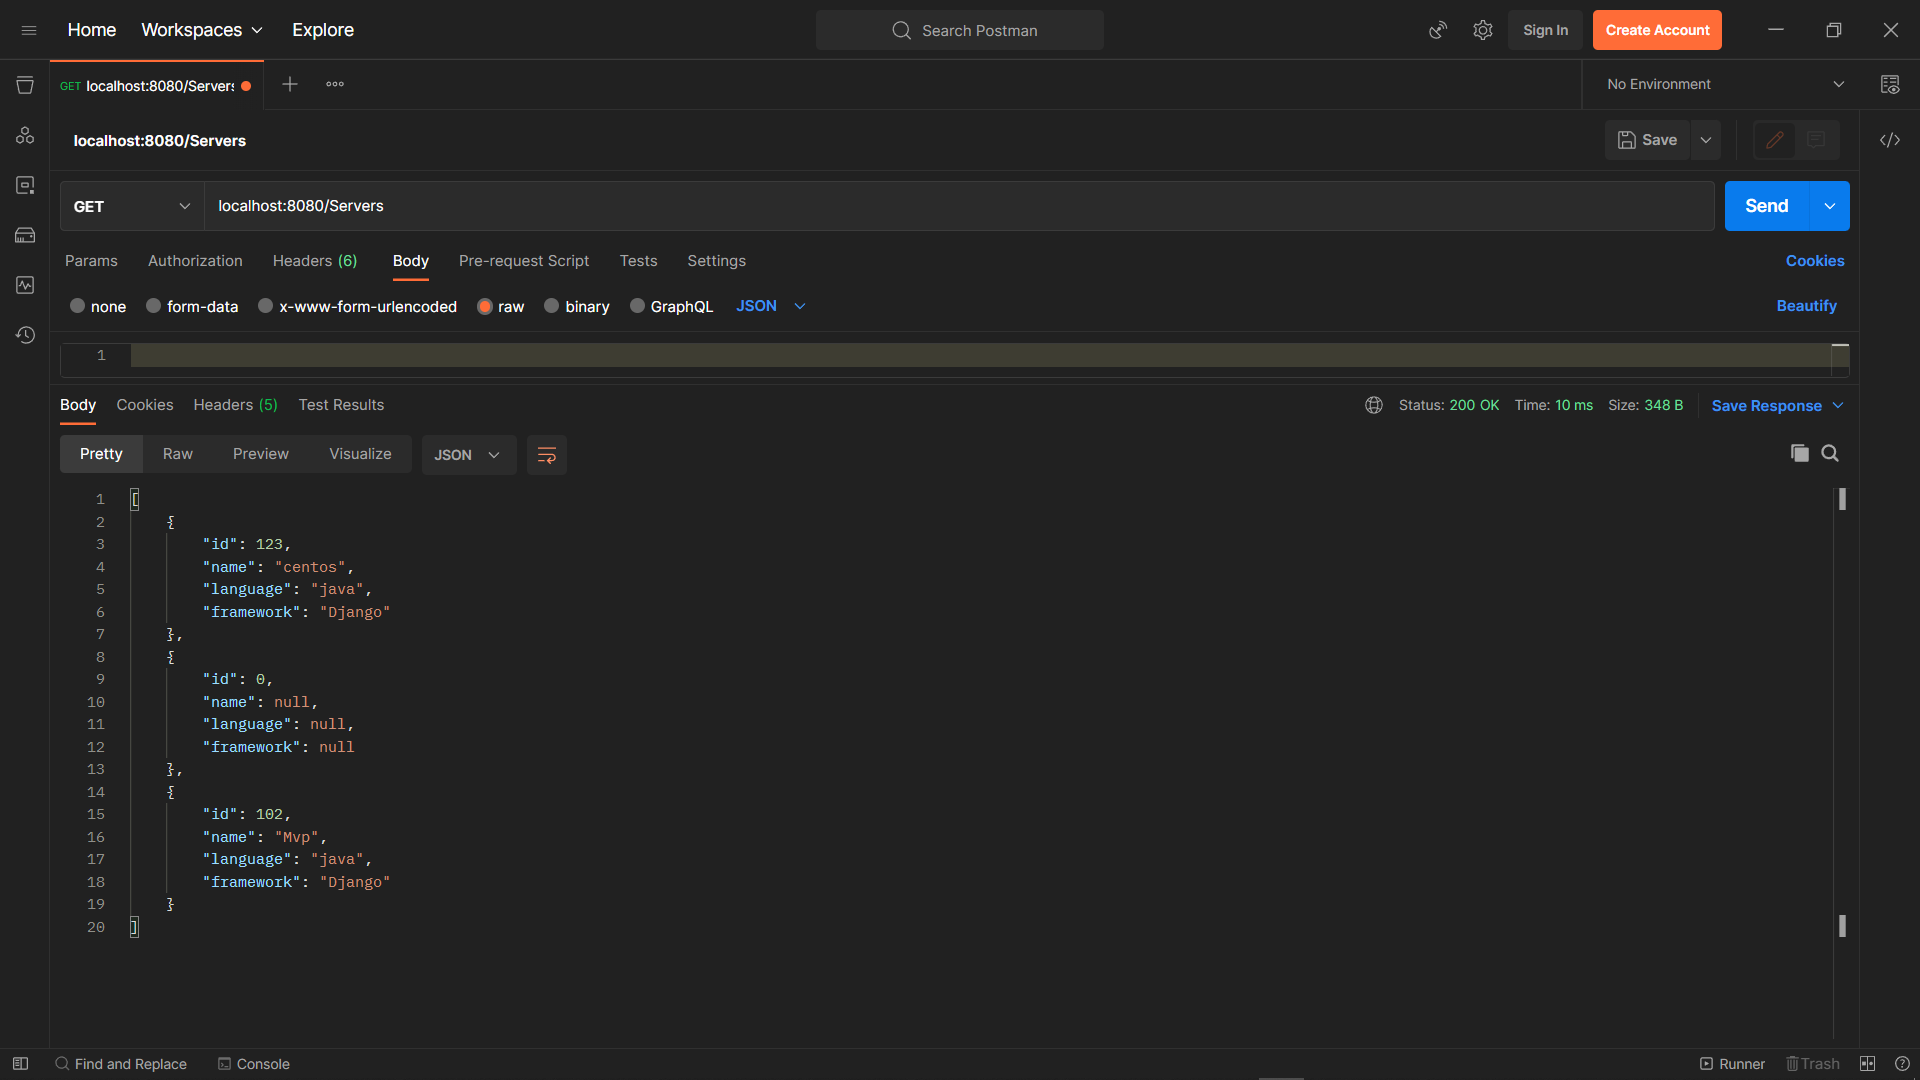 Home Workspaces Explore Search Postman Sign In Create Account
GET localhost:8080/Servers No Environment
localhost:8080/Servers Save
GET localhost:8080/Servers Send
Params Authorization Headers (6) Body Pre-request Script Tests Settings Cookies
none form-data x-www-form-urlencoded raw binary GraphQL JSON Beautify
1
Body Cookies Headers (5) Test Results Status: 200 OK Time: 10 ms Size: 348 B Save Response
Pretty Raw Preview Visualize JSON
1 [
2 {
3 "id": 123,
4 "name": "centos",
5 "language": "java",
6 "framework": "Django"
7 },
8 {
9 "id": 0,
10 "name": null,
11 "language": null,
12 "framework": null
13 },
14 {
15 "id": 102,
16 "name": "Mvp",
17 "language": "java",
18 "framework": "Django"
19 }
20 ]
Find and Replace Console Runner Trash